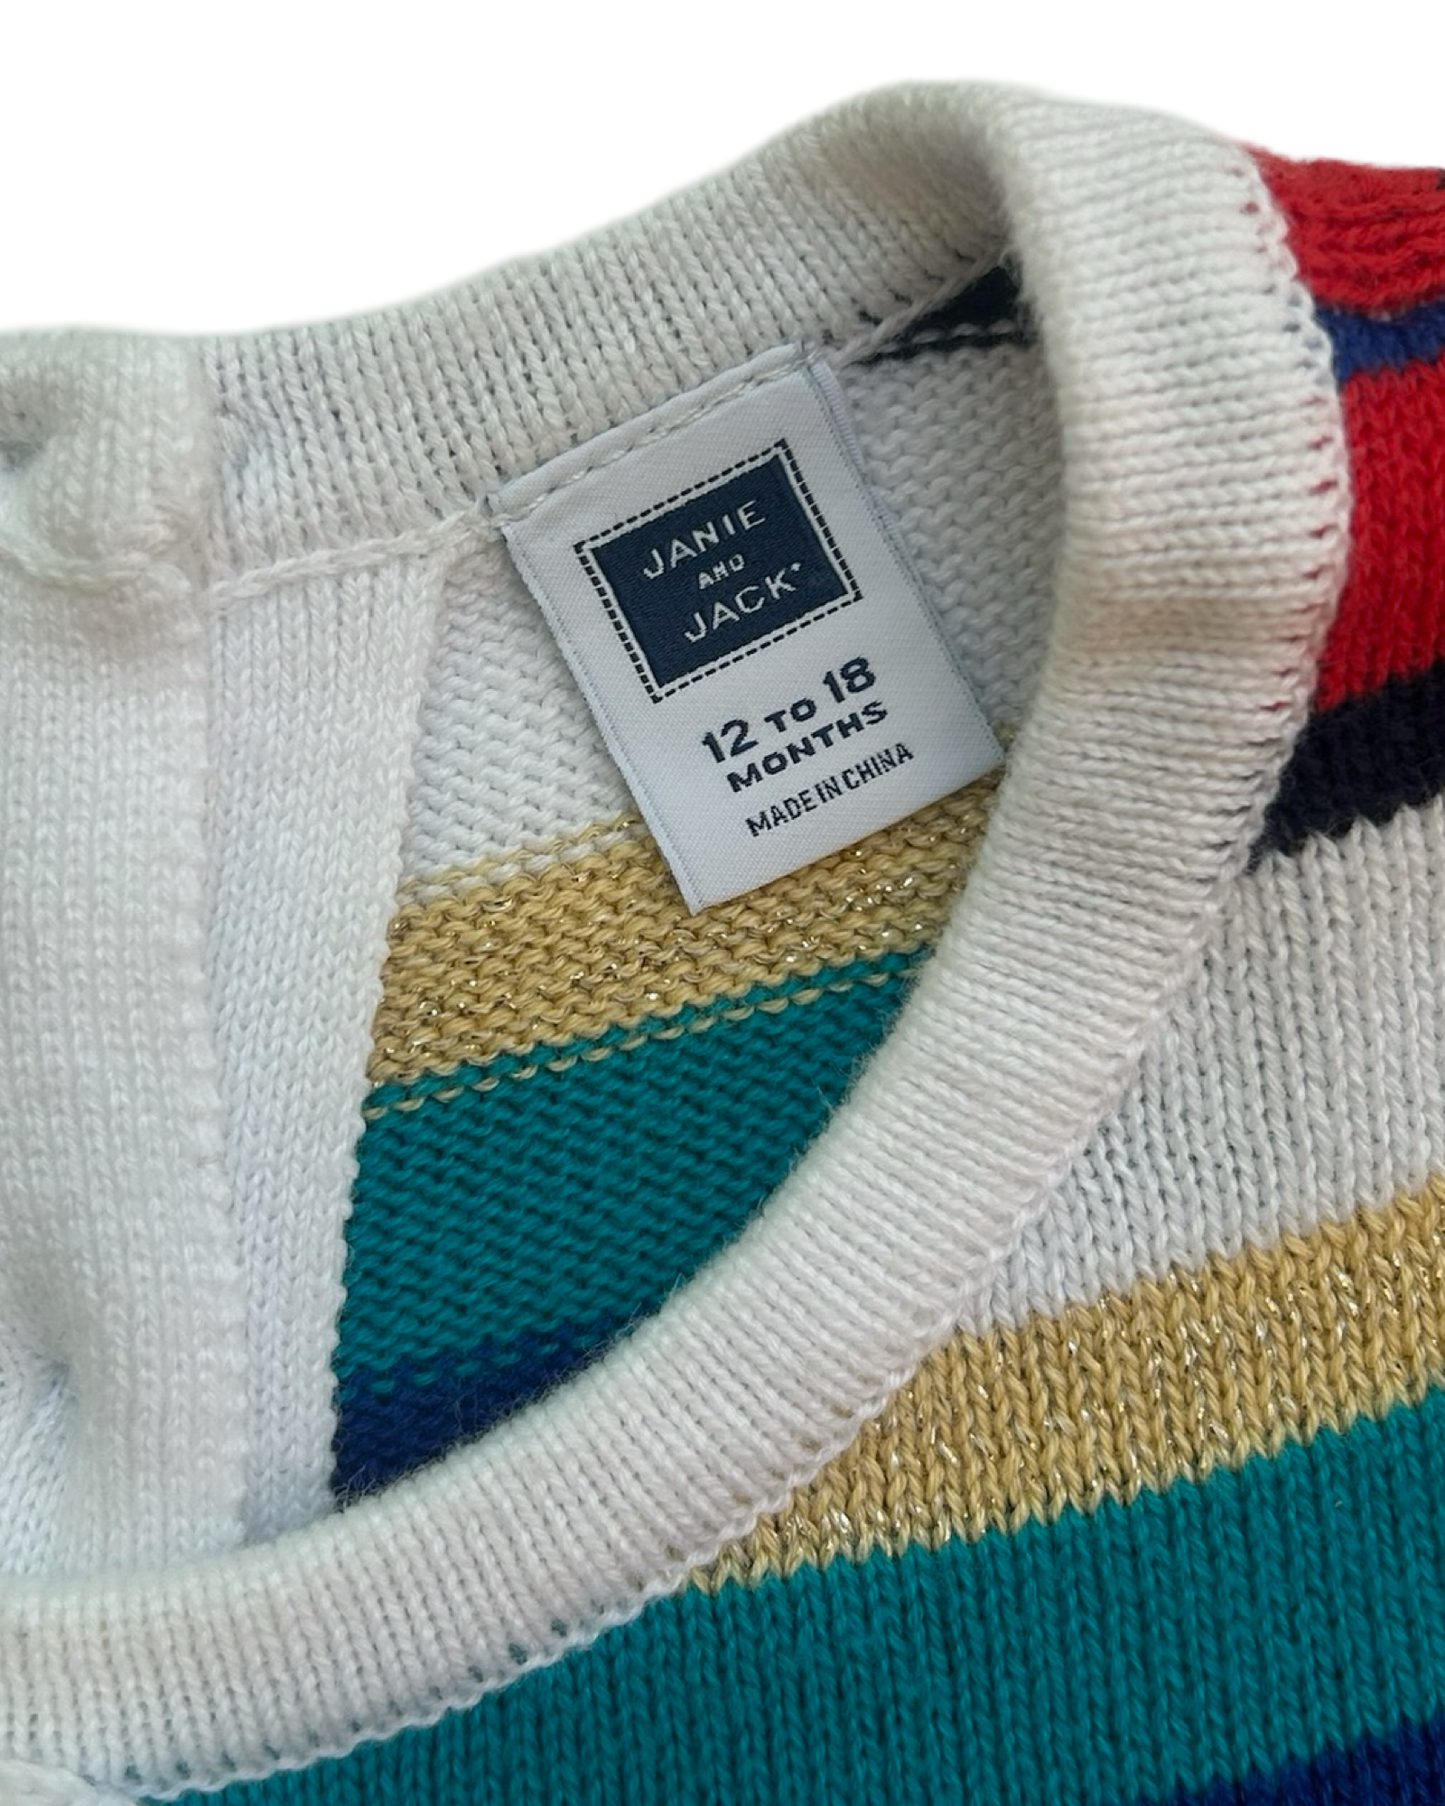 JANIE
AND
JACK
12 TO 18
MONTHS
MADE IN CHINA